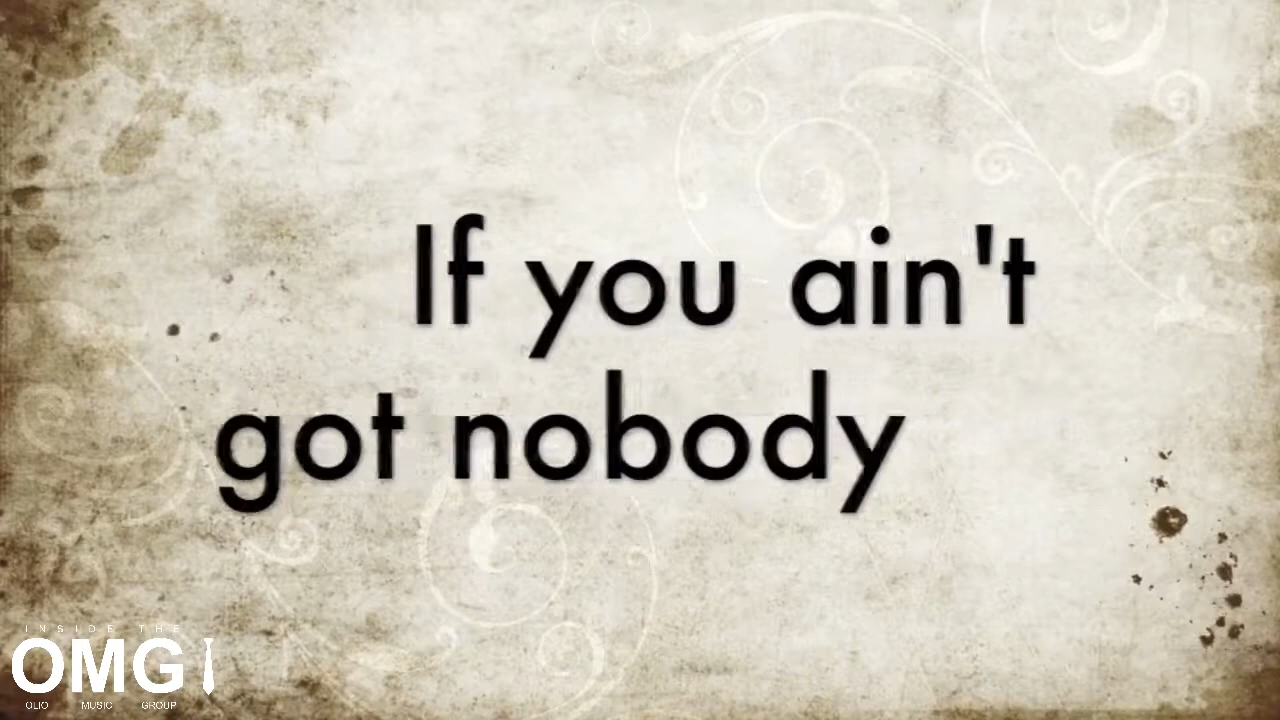 If you ain't
got nobody
INSIDE THE
OMG
OLIO MUSIC GROUP